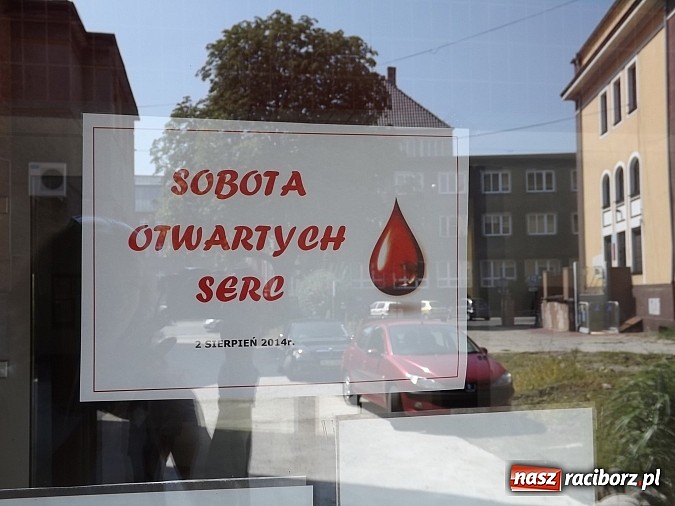 SOBOTA
OTWARTYCH
SERC
2 SIERPIEŃ 2014r.
nasz raciborz.pl